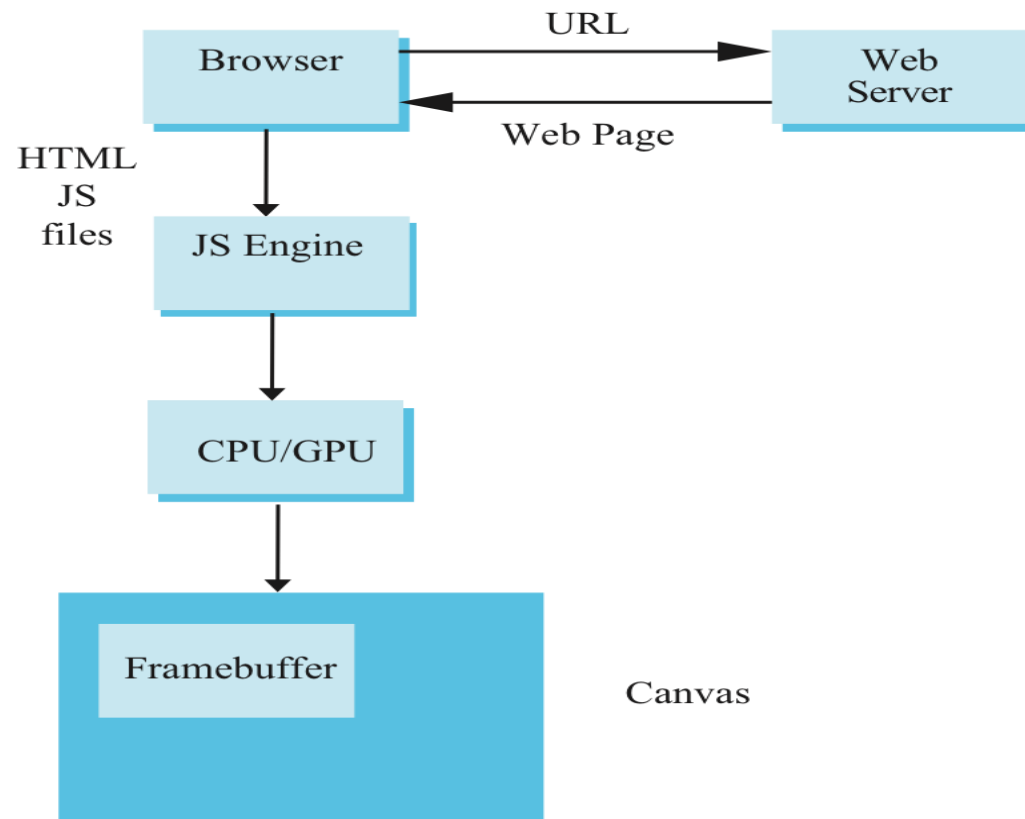 URL
Browser
Web
Server
Web Page
HTML
JS
files
JS Engine
CPU/GPU
Framebuffer
Canvas